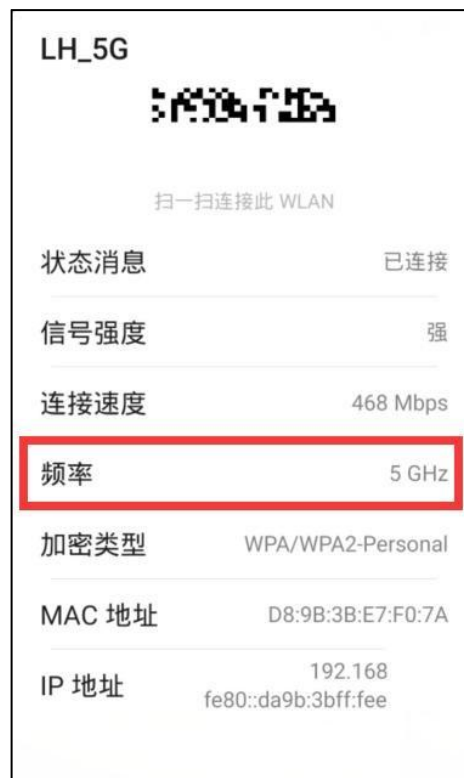 LH_5G
扫一扫连接此 WLAN
状态消息 已连接
信号强度 强
连接速度 468 Mbps
频率 5 GHz
加密类型 WPA/WPA2-Personal
MAC 地址 D8:9B:3B:E7:F0:7A
IP 地址 192.168
fe80::da9b:3bff:fee